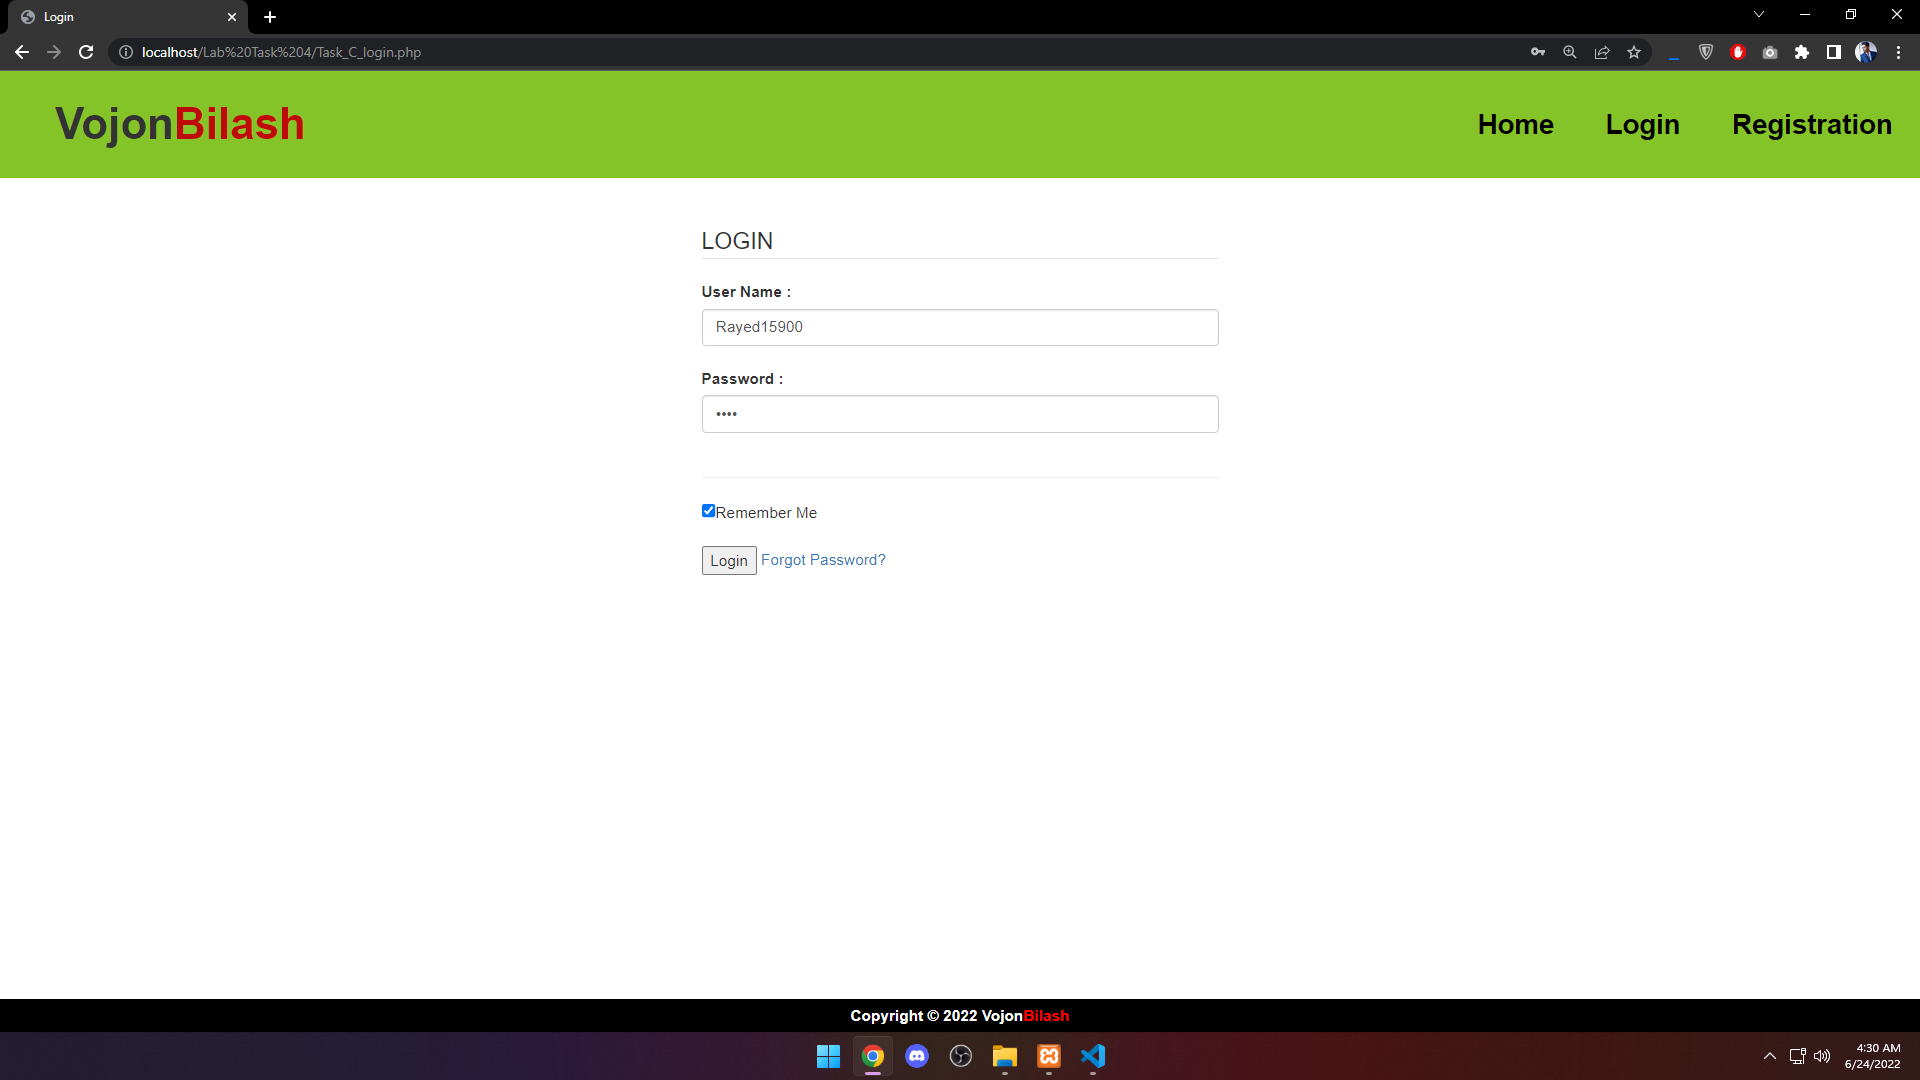 Login
localhost/Lab%20Task%204/Task_C_login.php
VojonBilash
Home Login Registration
LOGIN
User Name :
Rayed15900
Password :
••••
Remember Me
Login Forgot Password?
Copyright © 2022 VojonBilash
4:30 AM
6/24/2022